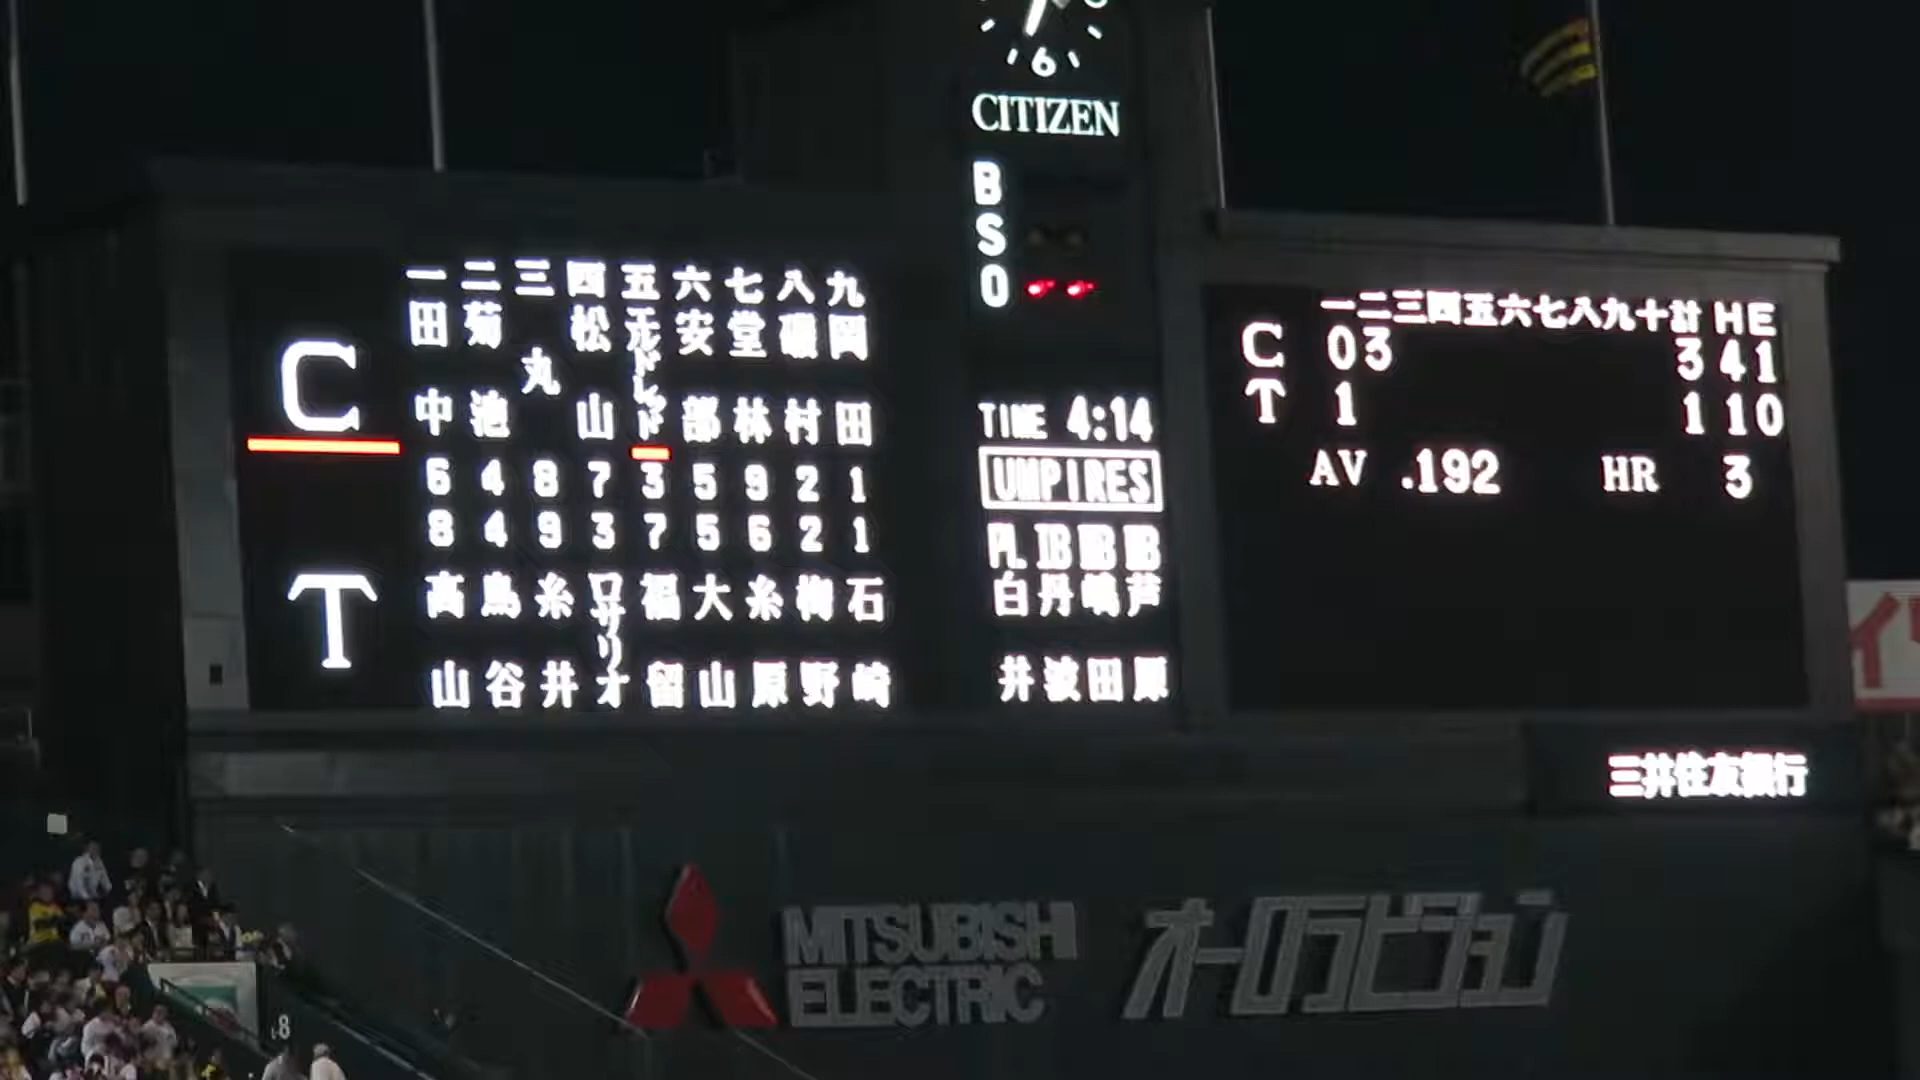 6
CITIZEN
B
S
O
一 二 三 四 五 六 七 八 九
田中 菊池 丸 松山 エルドレッド 安部 堂林 磯村 岡田
C
6 4 8 7 3 5 9 2 1
8 4 9 3 7 5 6 2 1
T
高山 鳥谷 糸井 ロサリオ 福留 大山 糸原 梅野 石崎
TIME 4:14
UMPIRES
PL ⅠB ⅡB ⅢB
白井 丹波 嶋田 芦原
一二三四五六七八九十計 H E
C 0 3 3 4 1
T 1 1 1 0
AV .192 HR 3
三井住友銀行
MITSUBISHI
ELECTRIC
オーロラビジョン
8